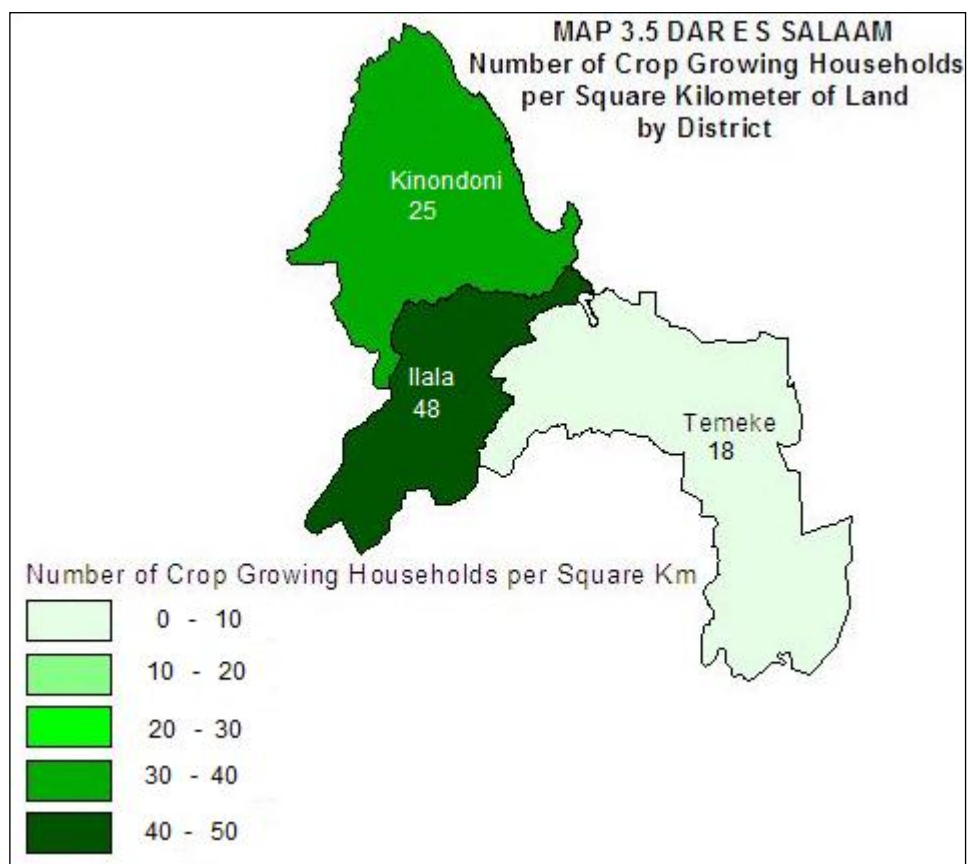 MAP 3.5 DAR E S SALAAM
Number of Crop Growing Households
per Square Kilometer of Land
by District
Kinondoni
25
Ilala
48
Temeke
18
Number of Crop Growing Households per Square Km
0 - 10
10 - 20
20 - 30
30 - 40
40 - 50